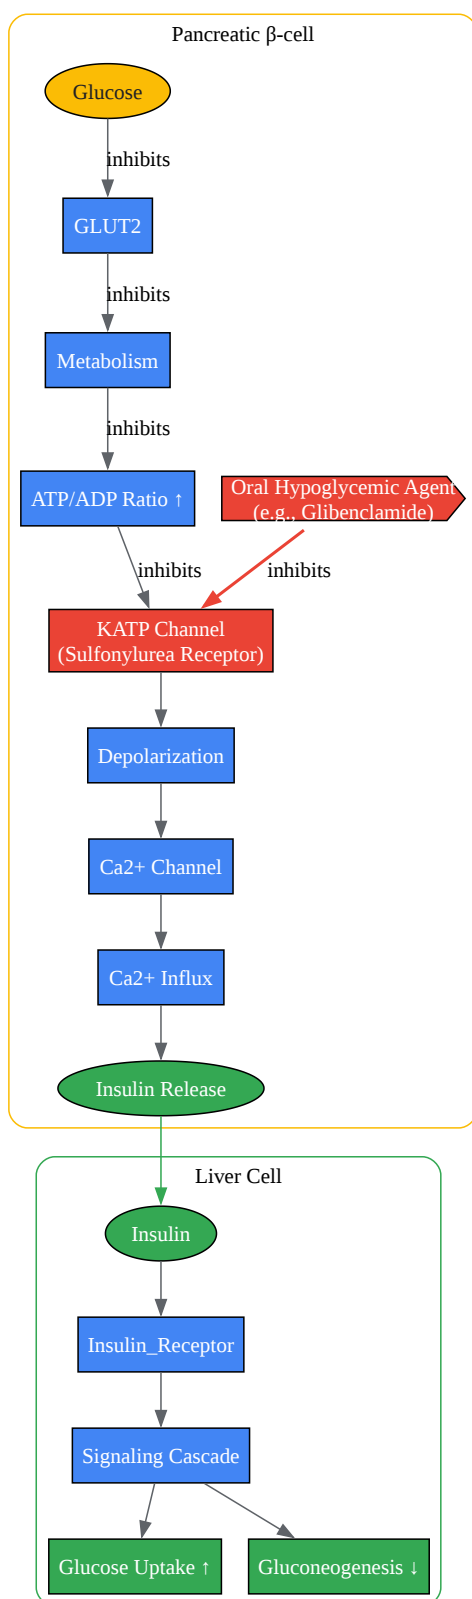 Pancreatic β-cell
Glucose
inhibits
GLUT2
inhibits
Metabolism
inhibits
ATP/ADP Ratio ↑
Oral Hypoglycemic Agent
(e.g., Glibenclamide)
inhibits
inhibits
KATP Channel
(Sulfonylurea Receptor)
Depolarization
Ca2+ Channel
Ca2+ Influx
Insulin Release
Liver Cell
Insulin
Insulin_Receptor
Signaling Cascade
Glucose Uptake ↑
Gluconeogenesis ↓